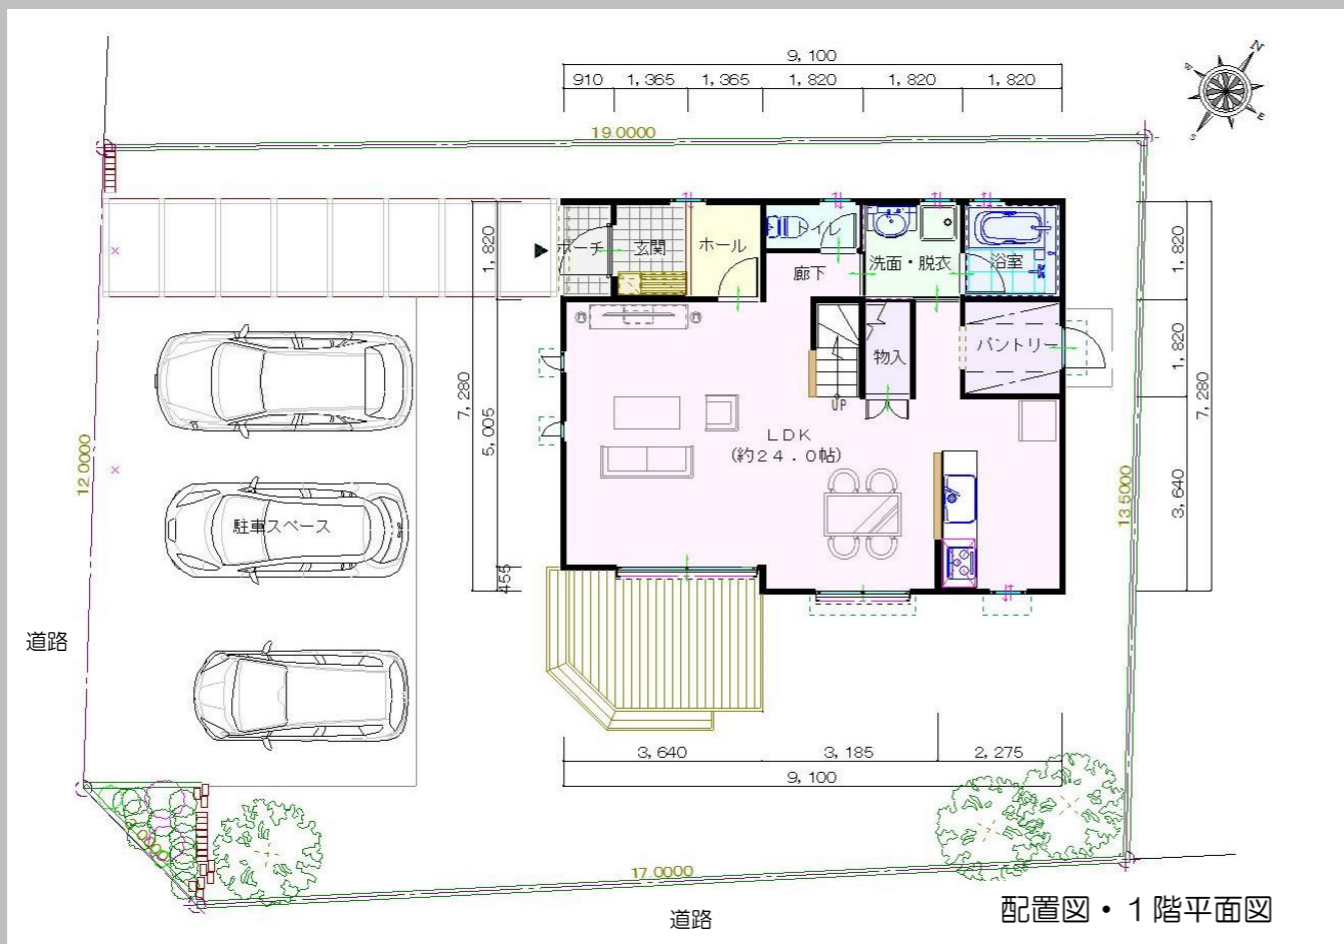 9,100
910
1,365
1,365
1,820
1,820
1,820
N
W
E
S
19.0000
1,820
ポーチ
玄関
ホール
トイレ
廊下
洗面・脱衣
浴室
1,820
物入
パントリー
1,820
7,280
5,005
UP
7,280
LDK
(約24.0帖)
12.0000
13.5000
3,640
駐車スペース
455
道路
3,640
3,185
2,275
9,100
17.0000
道路
配置図・1階平面図